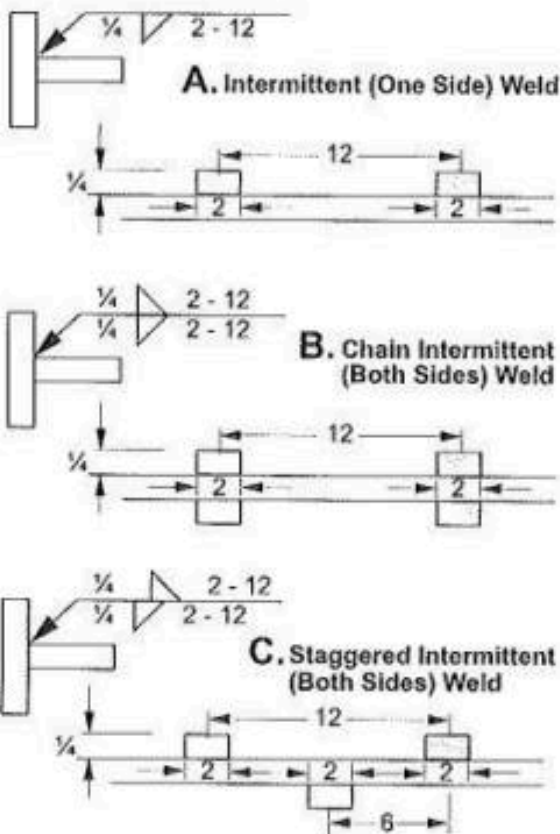 ¼ 2 - 12
A. Intermittent (One Side) Weld
12
¼
2 2
¼ 2 - 12
¼ 2 - 12
B. Chain Intermittent
(Both Sides) Weld
12
¼
2 2
¼ 2 - 12
¼ 2 - 12
C. Staggered Intermittent
(Both Sides) Weld
12
¼
2 2 2
6